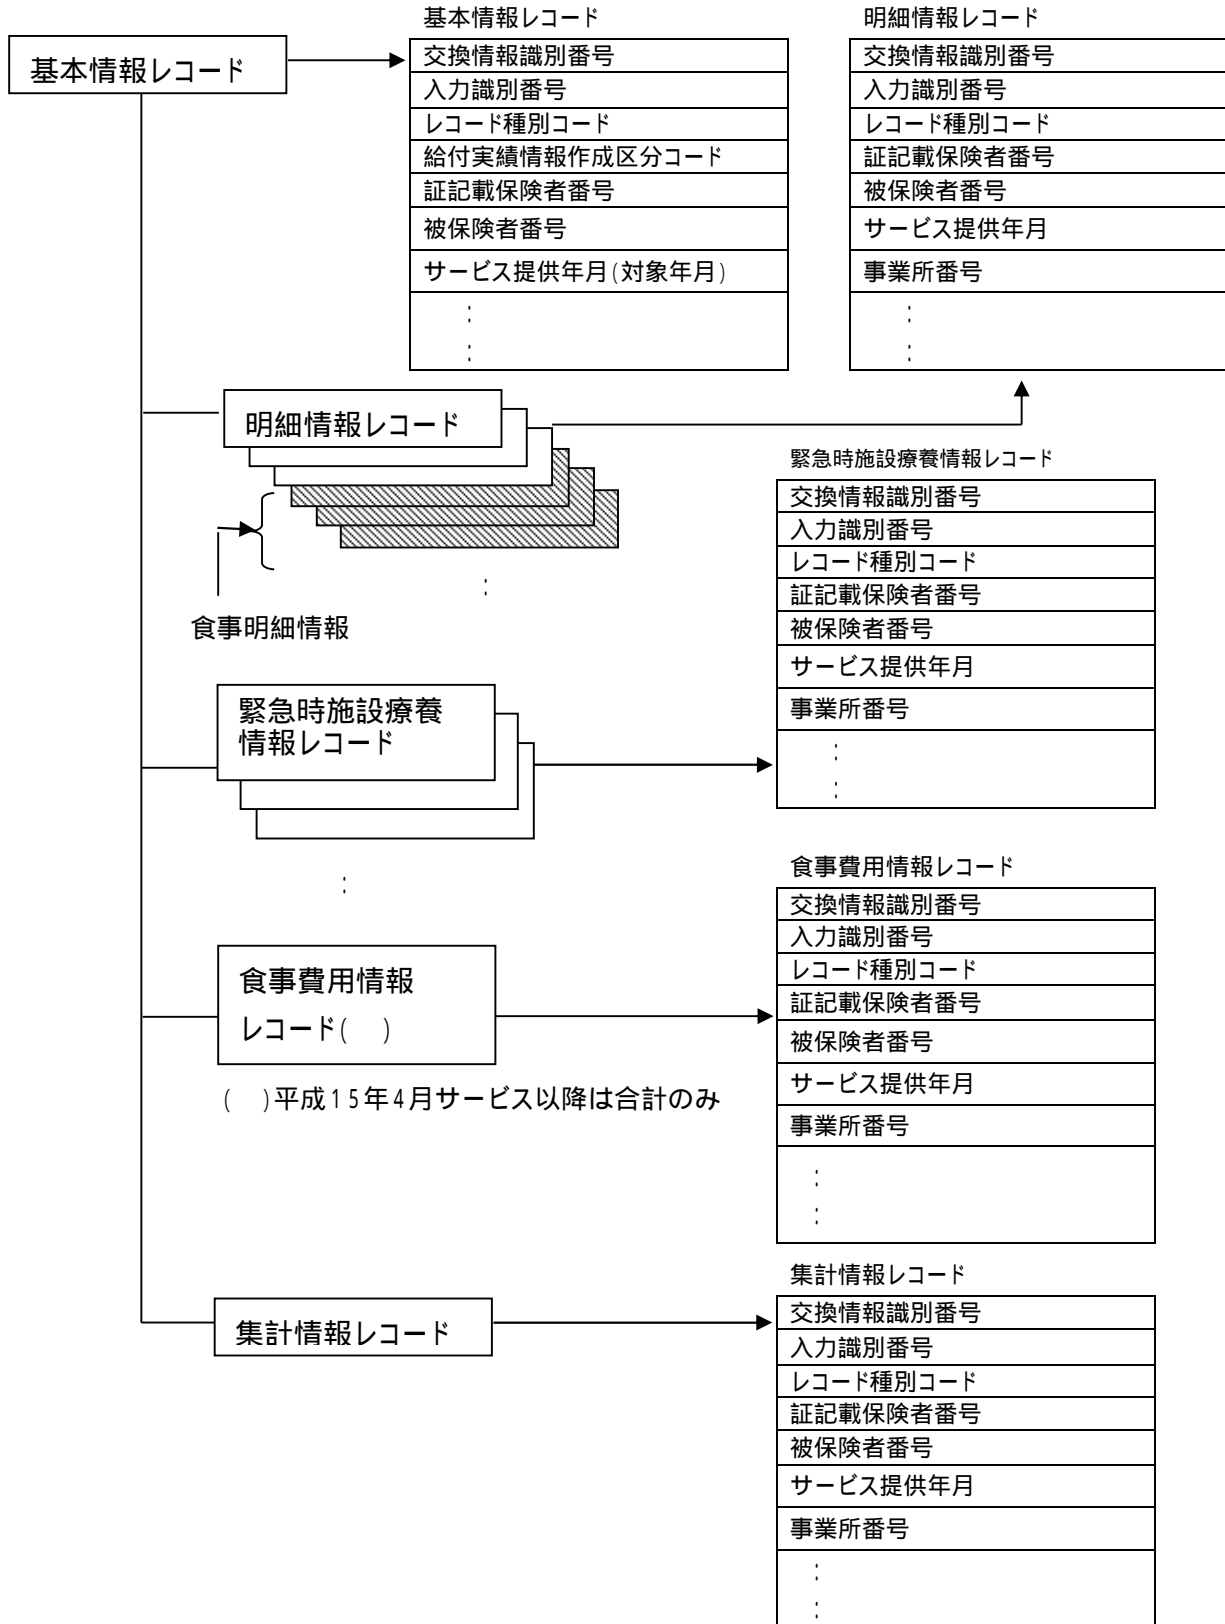 基本情報レコード
基本情報レコード
交換情報識別番号
入力識別番号
レコード種別コード
給付実績情報作成区分コード
証記載保険者番号
被保険者番号
サービス提供年月(対象年月)
:
:
明細情報レコード
交換情報識別番号
入力識別番号
レコード種別コード
証記載保険者番号
被保険者番号
サービス提供年月
事業所番号
:
:
明細情報レコード
:
食事明細情報
緊急時施設療養情報レコード
交換情報識別番号
入力識別番号
レコード種別コード
証記載保険者番号
被保険者番号
サービス提供年月
事業所番号
:
:
緊急時施設療養
情報レコード
:
食事費用情報レコード
交換情報識別番号
入力識別番号
レコード種別コード
証記載保険者番号
被保険者番号
サービス提供年月
事業所番号
:
:
食事費用情報
レコード(　)
(　)平成15年4月サービス以降は合計のみ
集計情報レコード
集計情報レコード
交換情報識別番号
入力識別番号
レコード種別コード
証記載保険者番号
被保険者番号
サービス提供年月
事業所番号
:
: